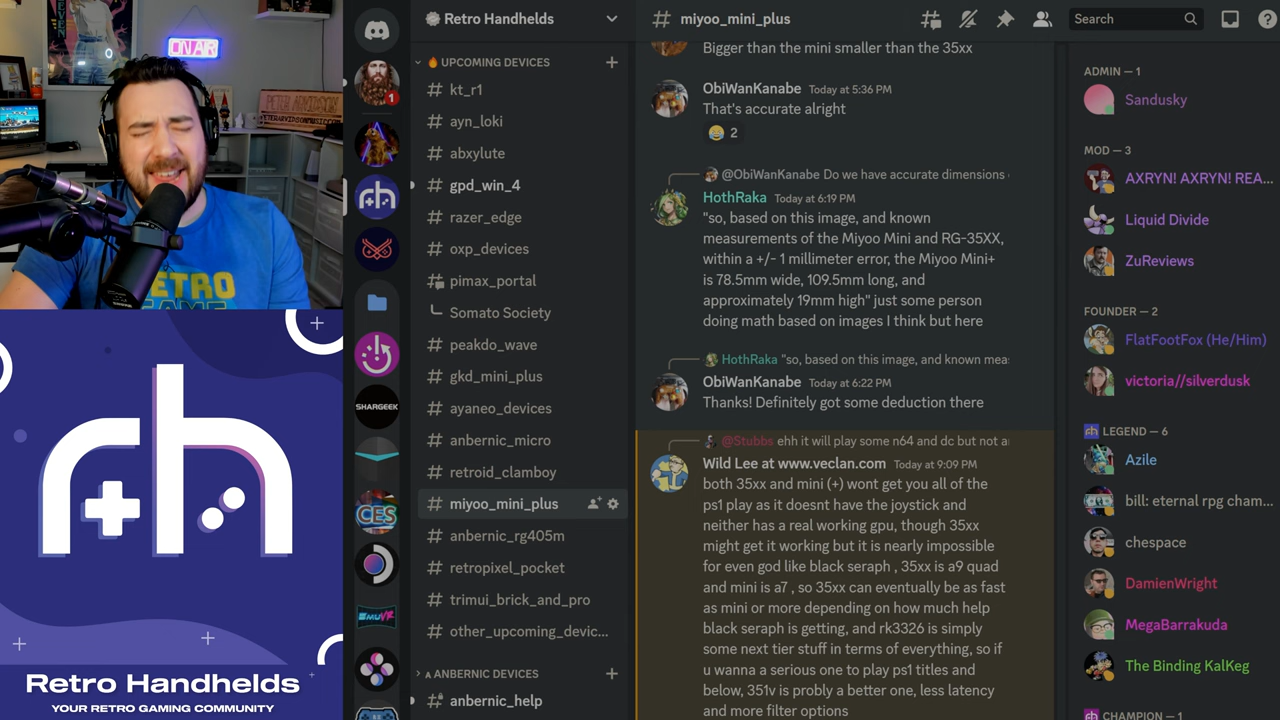 ON AIR
RETRO
GAME
Retro Handhelds
YOUR RETRO GAMING COMMUNITY
1
SHARGEEK
CES
Retro Handhelds
UPCOMING DEVICES
kt_r1
ayn_loki
abxylute
gpd_win_4
razer_edge
oxp_devices
pimax_portal
Somato Society
peakdo_wave
gkd_mini_plus
ayaneo_devices
anbernic_micro
retroid_clamboy
miyoo_mini_plus
anbernic_rg405m
retropixel_pocket
trimui_brick_and_pro
other_upcoming_devic...
ANBERNIC DEVICES
anbernic_help
# miyoo_mini_plus
Search
Bigger than the mini smaller than the 35xx
ObiWanKanabe Today at 5:36 PM
That's accurate alright
2
@ObiWanKanabe Do we have accurate dimensions
HothRaka Today at 6:19 PM
"so, based on this image, and known
measurements of the Miyoo Mini and RG-35XX,
within a +/- 1 millimeter error, the Miyoo Mini+
is 78.5mm wide, 109.5mm long, and
approximately 19mm high" just some person
doing math based on images I think but here
HothRaka "so, based on this image, and known mea
ObiWanKanabe Today at 6:22 PM
Thanks! Definitely got some deduction there
@Stubbs ehh it will play some n64 and dc but not a
Wild Lee at www.veclan.com Today at 9:09 PM
both 35xx and mini (+) wont get you all of the
ps1 play as it doesnt have the joystick and
neither has a real working gpu, though 35xx
might get it working but it is nearly impossible
for even god like black seraph , 35xx is a9 quad
and mini is a7 , so 35xx can eventually be as fast
as mini or more depending on how much help
black seraph is getting, and rk3326 is simply
some next tier stuff in terms of everything, so if
u wanna a serious one to play ps1 titles and
below, 351v is probly a better one, less latency
and more filter options
ADMIN — 1
Sandusky
MOD — 3
AXRYN! AXRYN! REA...
Liquid Divide
ZuReviews
FOUNDER — 2
FlatFootFox (He/Him)
victoria//silverdusk
LEGEND — 6
Azile
bill: eternal rpg cham...
chespace
DamienWright
MegaBarrakuda
The Binding KalKeg
CHAMPION — 1